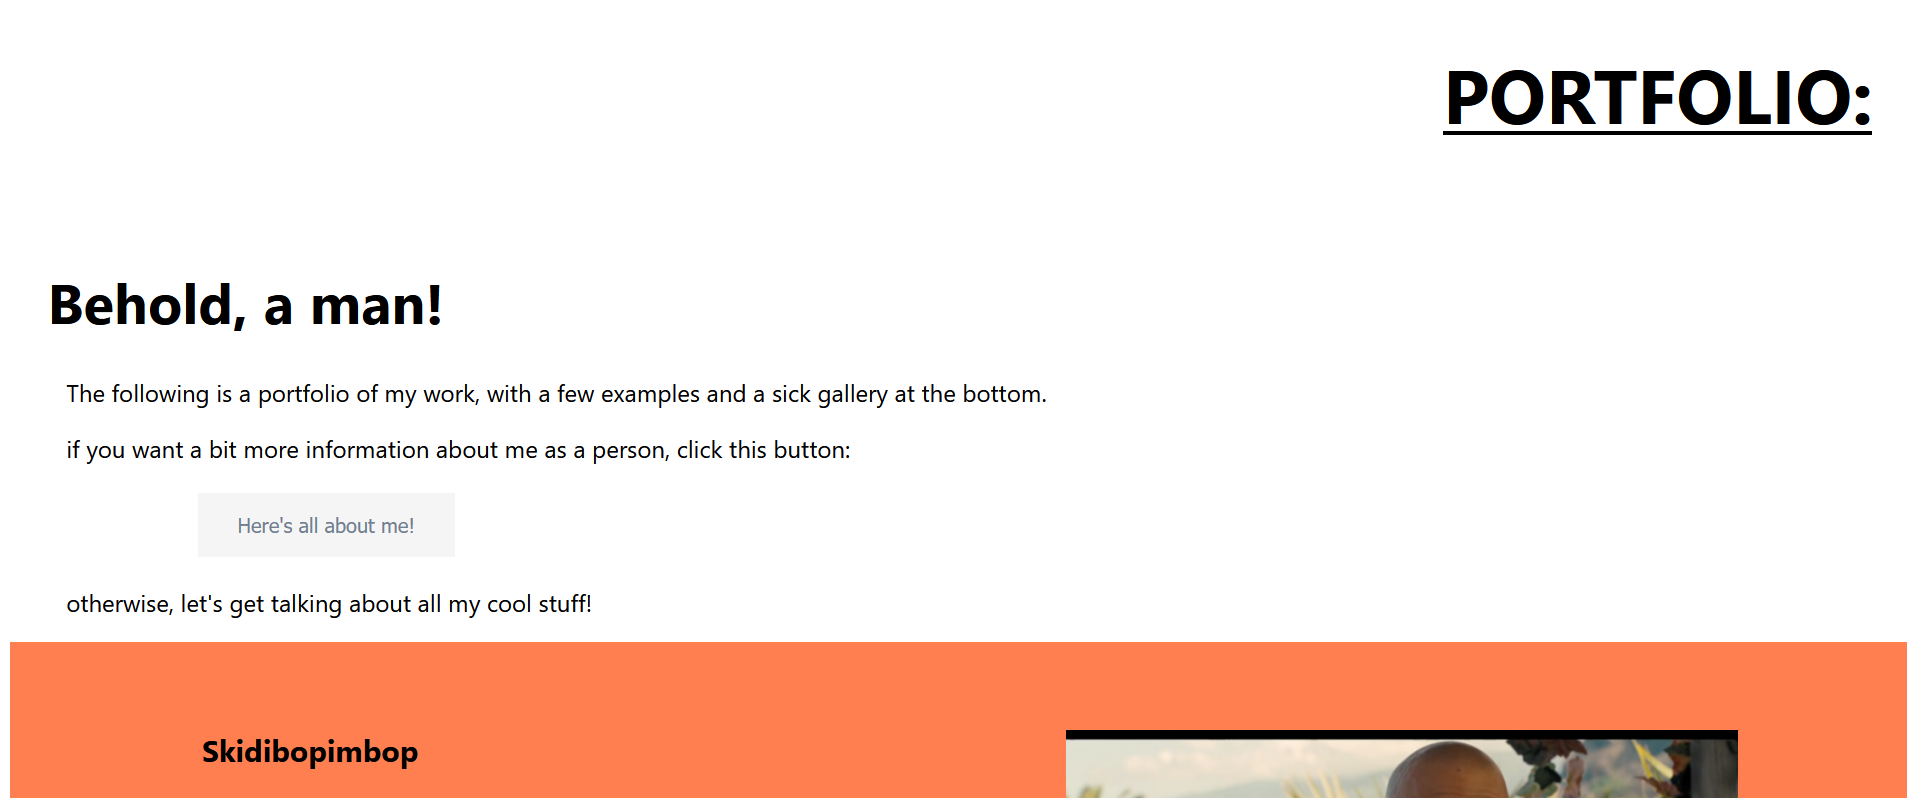 PORTFOLIO:
Behold, a man!
The following is a portfolio of my work, with a few examples and a sick gallery at the bottom.
if you want a bit more information about me as a person, click this button:
Here's all about me!
otherwise, let's get talking about all my cool stuff!
Skidibopimbop